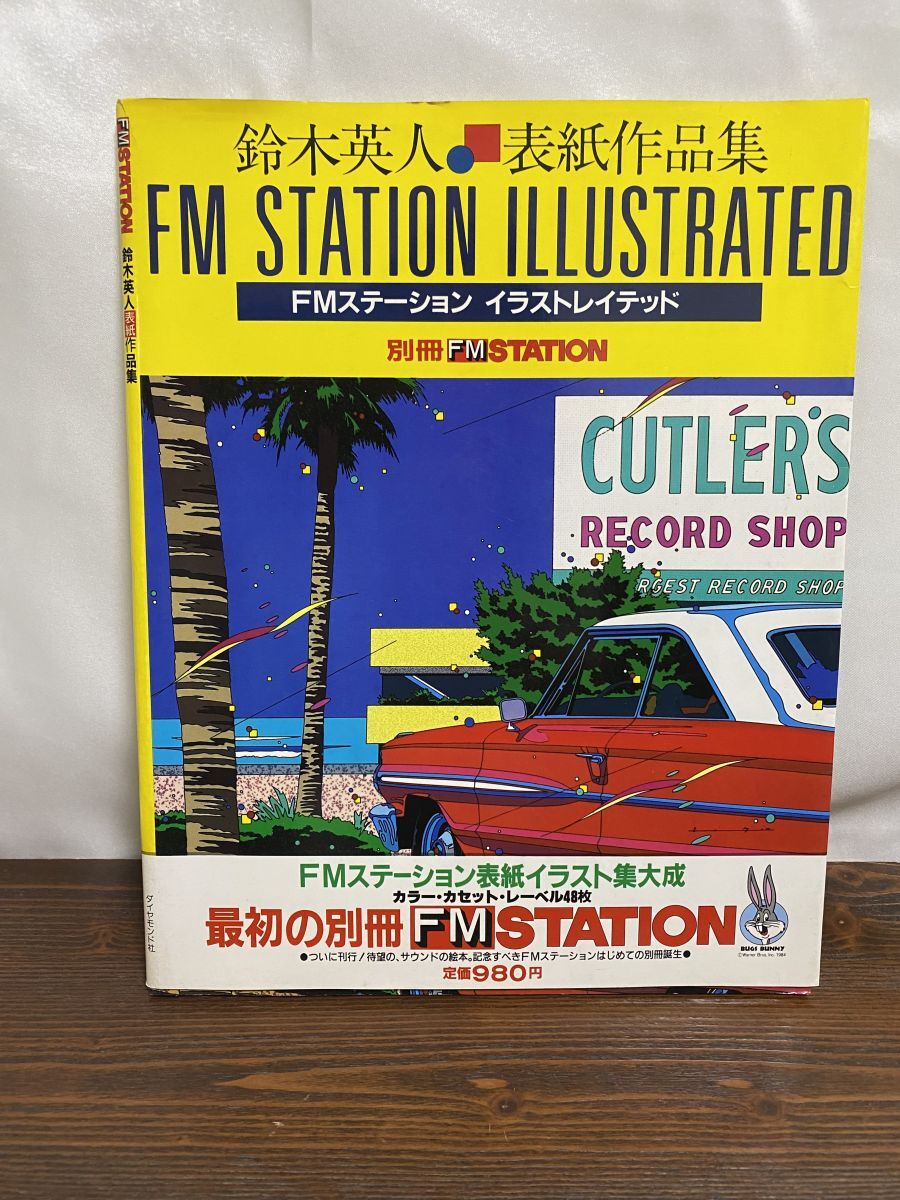 鈴木英人 表紙作品集
FM STATION ILLUSTRATED
FMステーション イラストレイテッド
別冊 FM STATION
FM STATION 鈴木英人 表紙作品集
ダイヤモンド社
CUTLER'S
RECORD SHOP
RGEST RECORD SHOP
FMステーション表紙イラスト集大成
カラー・カセット・レーベル48枚
最初の別冊 FM STATION
●ついに刊行!待望の、サウンドの絵本。記念すべきFMステーションはじめての別冊誕生●
定価980円
BUGS BUNNY
©Warner Bros. Inc. 1984